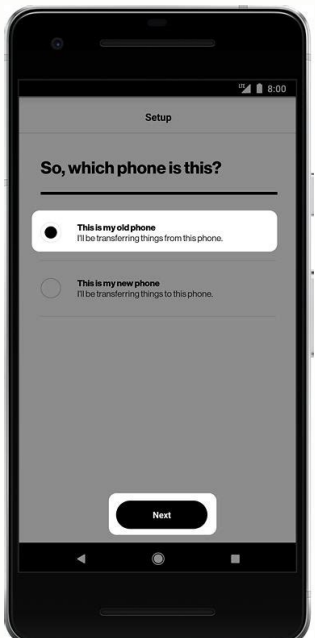 LTE 8:00
Setup
So, which phone is this?
This is my old phone
I'll be transferring things from this phone.
This is my new phone
I'll be transferring things to this phone.
Next